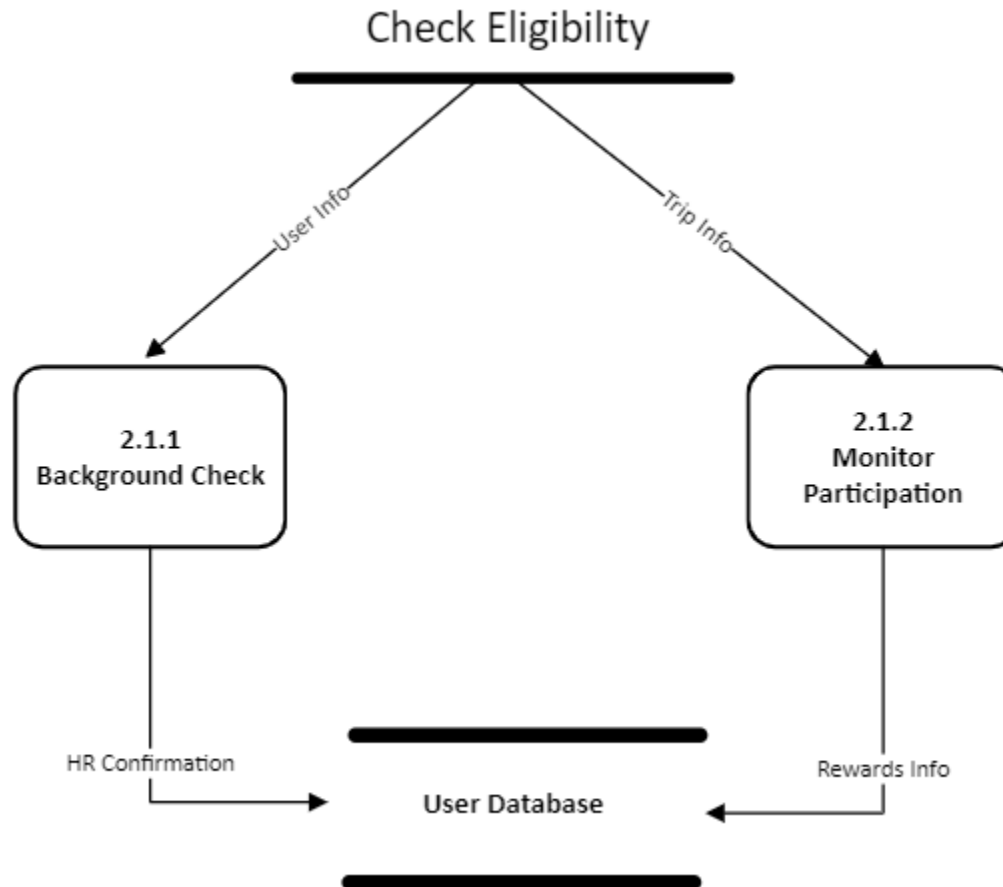 Check Eligibility
User Info
Trip Info
2.1.1
Background Check
2.1.2
Monitor
Participation
HR Confirmation
Rewards Info
User Database